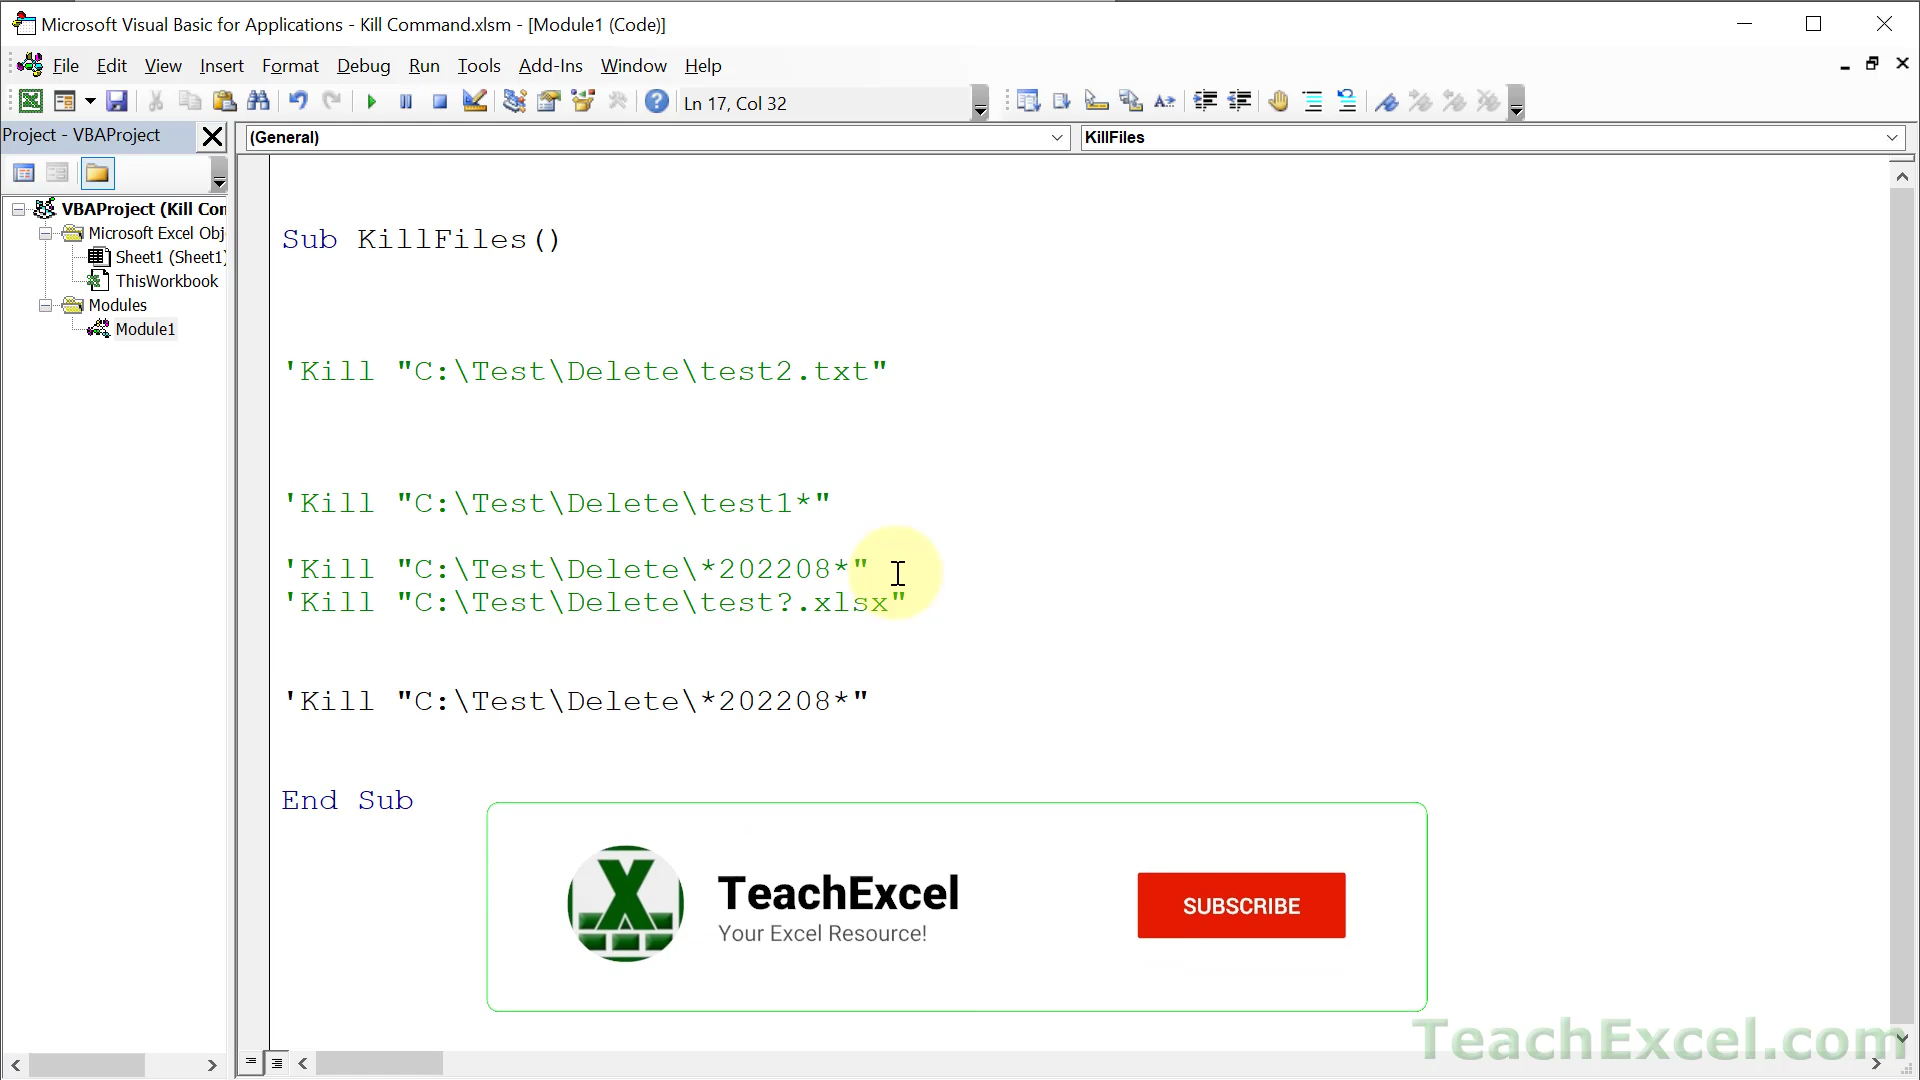 Microsoft Visual Basic for Applications - Kill Command.xlsm - [Module1 (Code)]
File Edit View Insert Format Debug Run Tools Add-Ins Window Help
Ln 17, Col 32
Project - VBAProject
(General)
KillFiles
VBAProject (Kill Con
Microsoft Excel Obj
Sheet1 (Sheet1)
ThisWorkbook
Modules
Module1
Sub KillFiles()
'Kill "C:\Test\Delete\test2.txt"
'Kill "C:\Test\Delete\test1*"
'Kill "C:\Test\Delete\*202208*"
'Kill "C:\Test\Delete\test?.xlsx"
'Kill "C:\Test\Delete\*202208*"
End Sub
TeachExcel
Your Excel Resource!
SUBSCRIBE
TeachExcel.com